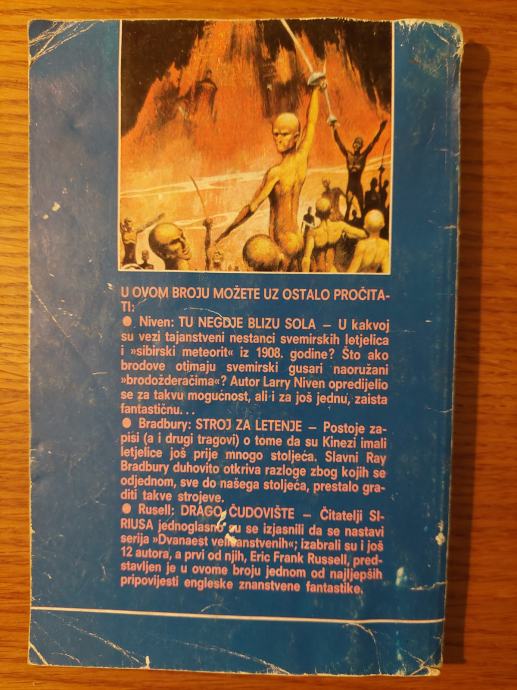 U OVOM BROJU MOŽETE UZ OSTALO PROČITA-
TI:
● Niven: TU NEGDJE BLIZU SOLA — U kakvoj
su vezi tajanstveni nestanci svemirskih letjelica
i »sibirski meteorit« iz 1908. godine? Što ako
brodove otimaju svemirski gusari naoružani
»brodožderačima«? Autor Larry Niven opredijelio
se za takvu mogućnost, ali i za još jednu, zaista
fantastičnu...
● Bradbury: STROJ ZA LETENJE — Postoje za-
pisi (a i drugi tragovi) o tome da su Kinezi imali
letjelice još prije mnogo stoljeća. Slavni Ray
Bradbury duhovito otkriva razloge zbog kojih se
odjednom, sve do našega stoljeća, prestalo gra-
diti takve strojeve.
● Rusell: DRAGO ČUDOVIŠTE — Čitatelji SI-
RIUSA jednoglasno su se izjasnili da se nastavi
serija »Dvanaest veličanstvenih«; izabrali su i još
12 autora, a prvi od njih, Eric Frank Russell, pred-
stavljen je u ovome broju jednom od najljepših
pripovijesti engleske znanstvene fantastike.